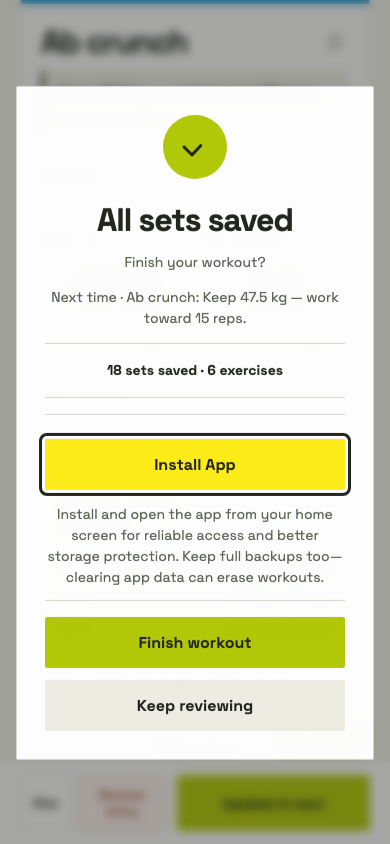 Ab crunch
All sets saved
Finish your workout?
Next time · Ab crunch: Keep 47.5 kg — work
toward 15 reps.
18 sets saved · 6 exercises
Install App
Install and open the app from your home
screen for reliable access and better
storage protection. Keep full backups too—
clearing app data can erase workouts.
Finish workout
Keep reviewing